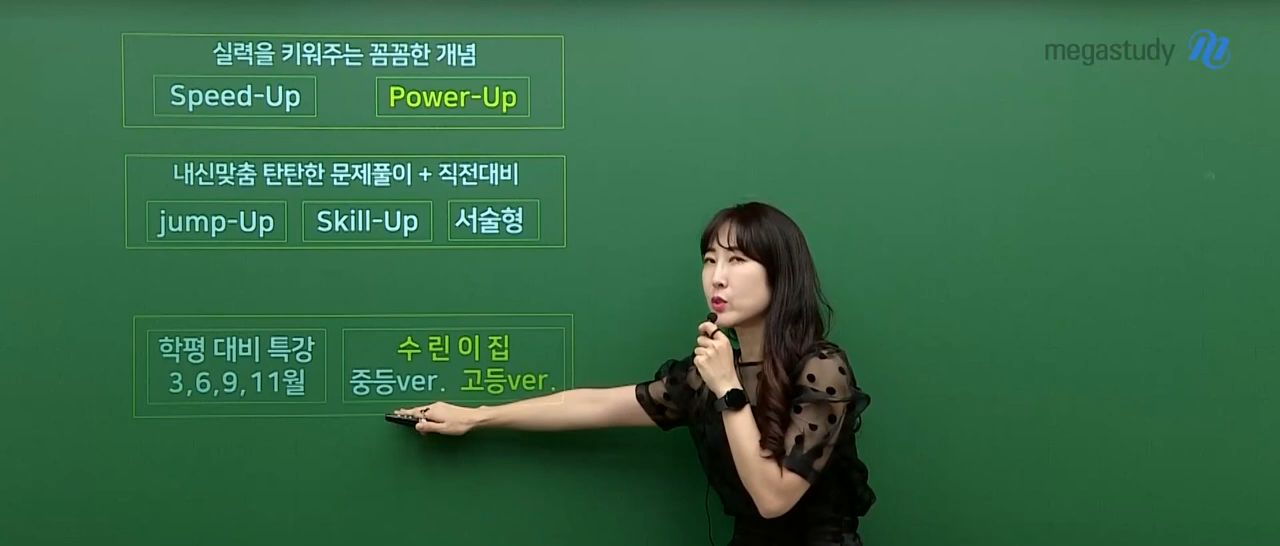 megastudy
실력을 키워주는 꼼꼼한 개념
Speed-Up Power-Up
내신맞춤 탄탄한 문제풀이 + 직전대비
jump-Up Skill-Up 서술형
학평 대비 특강
3,6,9,11월
수린이집
중등ver. 고등ver.